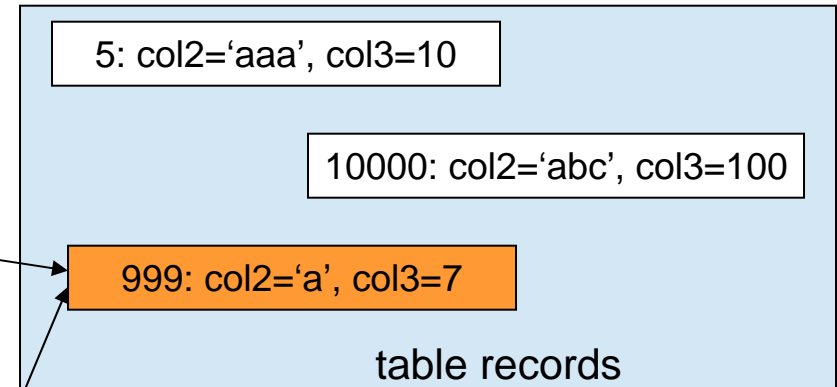 5: col2=‘aaa’, col3=10
10000: col2=‘abc’, col3=100
999: col2=‘a’, col3=7
table records